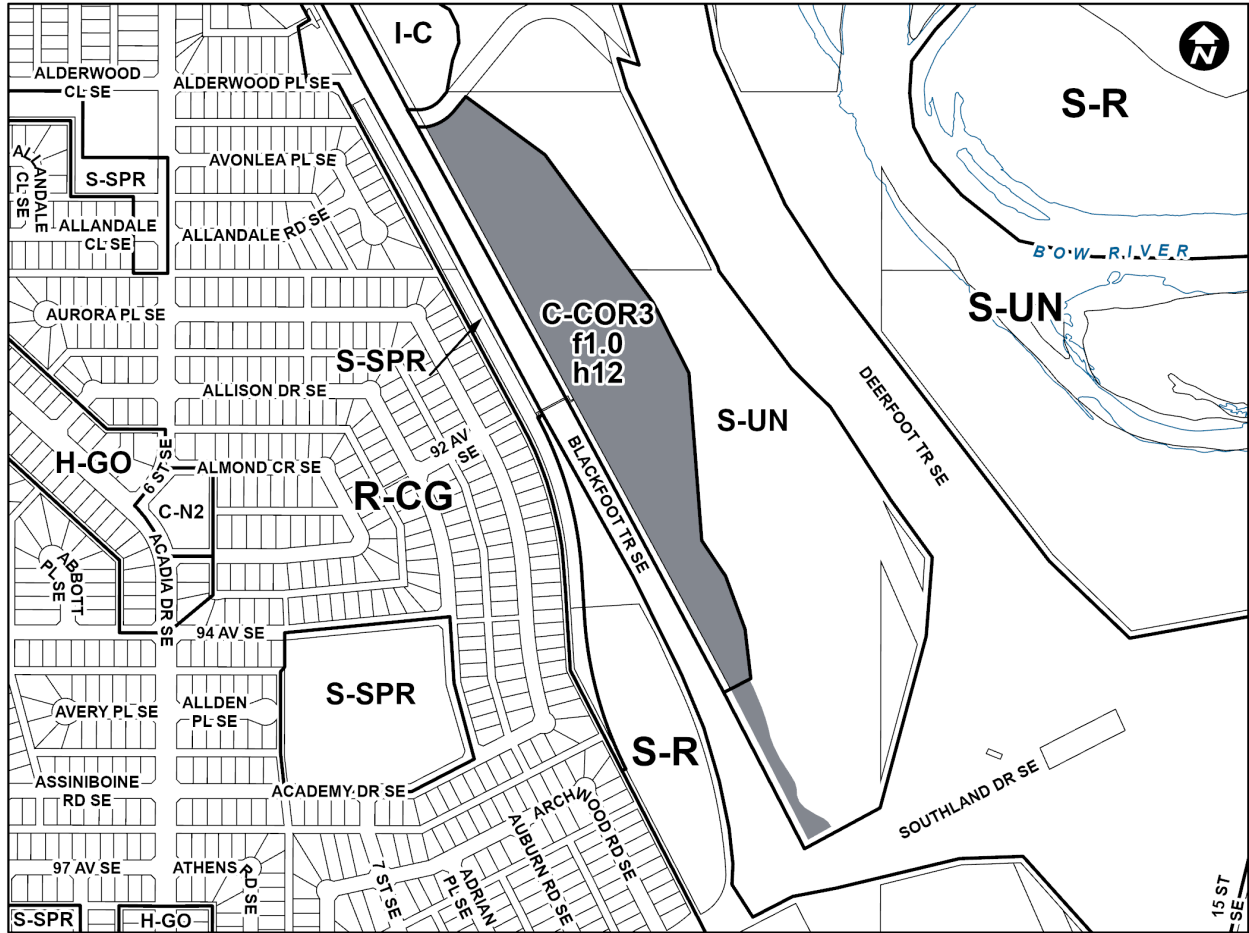 I-C
N
ALDERWOOD
CL SE
ALDERWOOD PL SE
S-R
AVONLEA PL SE
ALLANDALE
CL SE
S-SPR
ALLANDALE
CL SE
ALLANDALE RD SE
BOW RIVER
S-UN
AURORA PL SE
C-COR3
f1.0
h12
S-SPR
ALLISON DR SE
DEERFOOT TR SE
S-UN
92 AV
SE
BLACKFOOT TR SE
6 ST SE
H-GO
ALMOND CR SE
R-CG
C-N2
ACADIA DR SE
ABBOTT
PL SE
94 AV SE
S-SPR
AVERY PL SE
ALLDEN
PL SE
S-R
ASSINIBOINE
RD SE
ACADEMY DR SE
ARCHWOOD RD SE
SOUTHLAND DR SE
AUBURN RD SE
97 AV SE
ATHENS RD SE
7 ST SE
ADRIAN
PL SE
15 ST
SE
S-SPR
H-GO